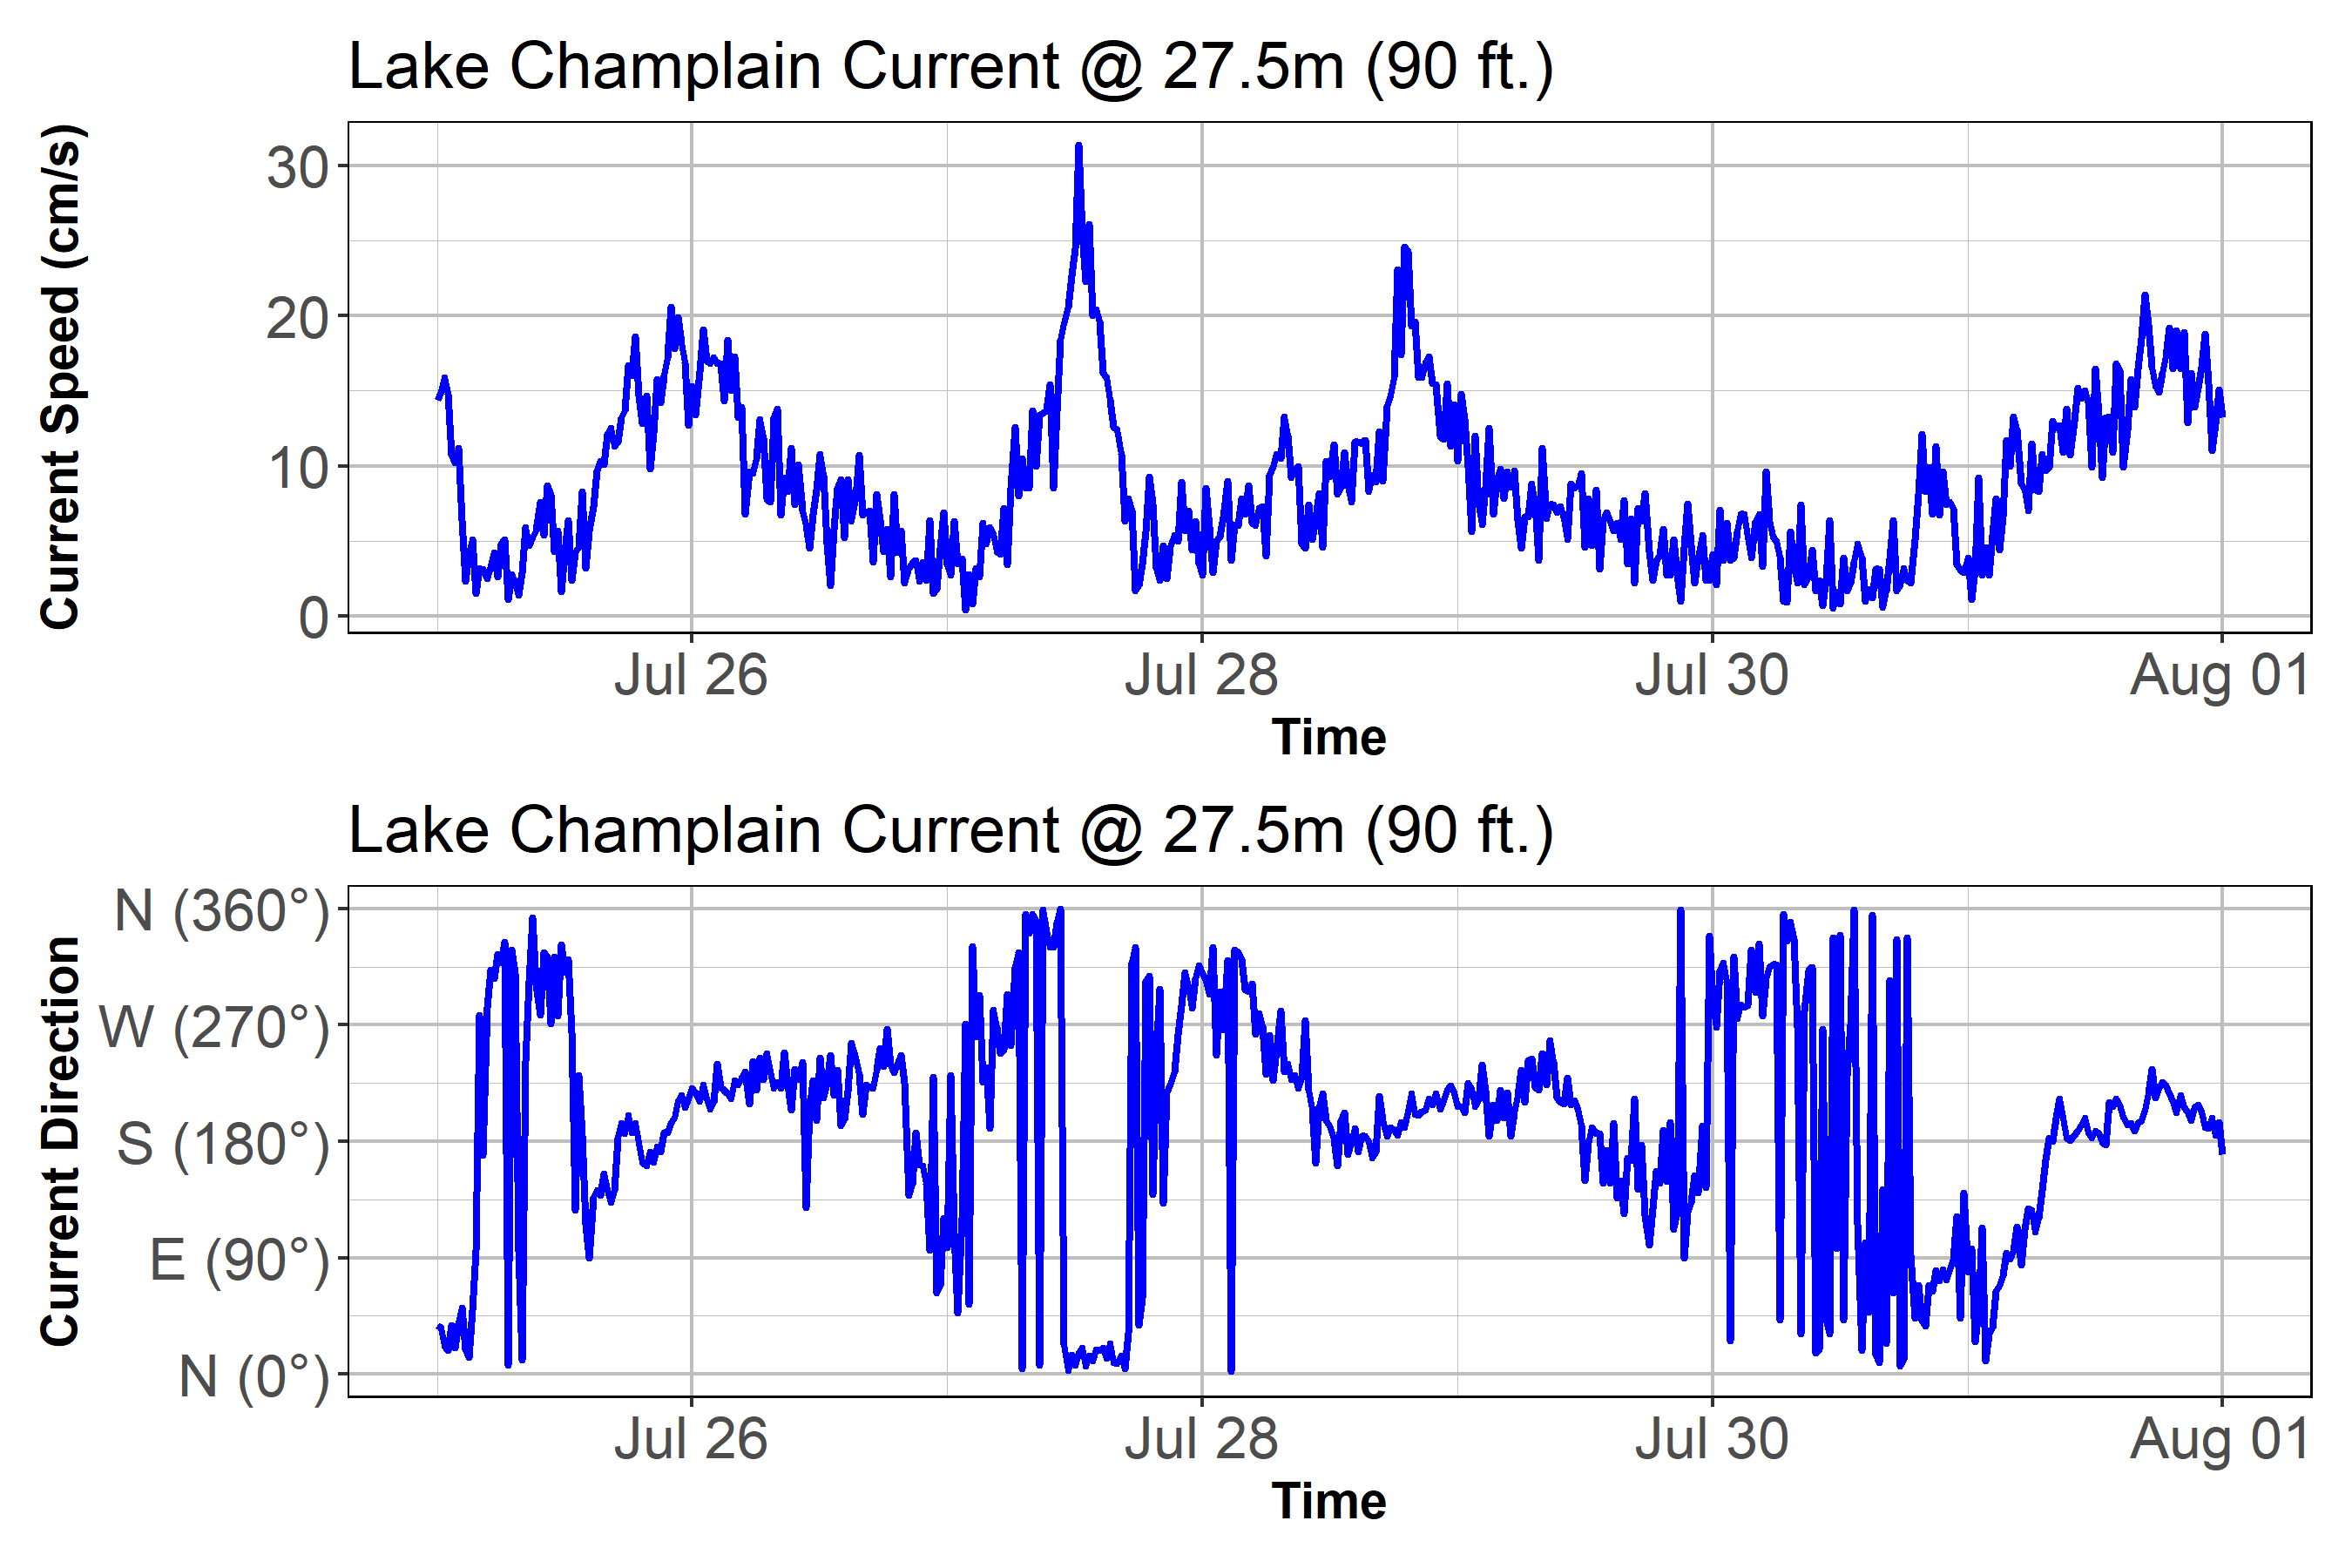 Lake Champlain Current @ 27.5m (90 ft.)
Current Speed (cm/s)
30
20
10
0
Jul 26 Jul 28 Jul 30 Aug 01
Time
Lake Champlain Current @ 27.5m (90 ft.)
Current Direction
N (360°)
W (270°)
S (180°)
E (90°)
N (0°)
Jul 26 Jul 28 Jul 30 Aug 01
Time